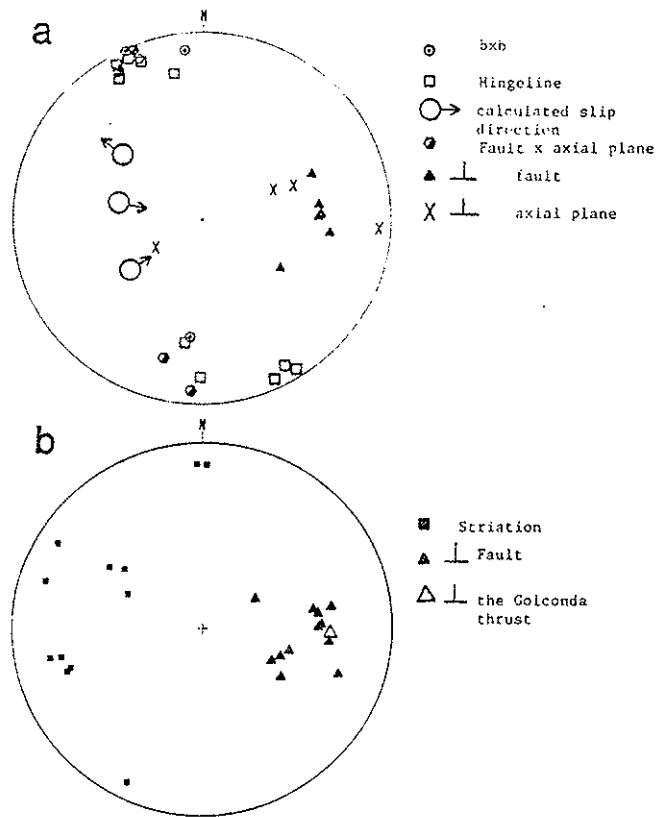 a
N
bxb
Hingeline
calculated slip
direction
Fault x axial plane
⊥ fault
X ⊥ axial plane
b
N
Striation
⊥ Fault
⊥ the Golconda
thrust